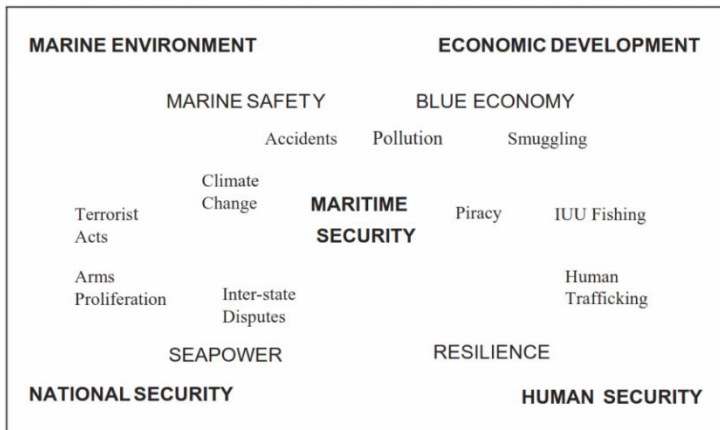 MARINE ENVIRONMENT ECONOMIC DEVELOPMENT
MARINE SAFETY BLUE ECONOMY
Accidents Pollution Smuggling
Climate
Change
MARITIME
SECURITY
Piracy IUU Fishing
Terrorist
Acts
Arms
Proliferation
Inter-state
Disputes
Human
Trafficking
SEAPOWER RESILIENCE
NATIONAL SECURITY HUMAN SECURITY